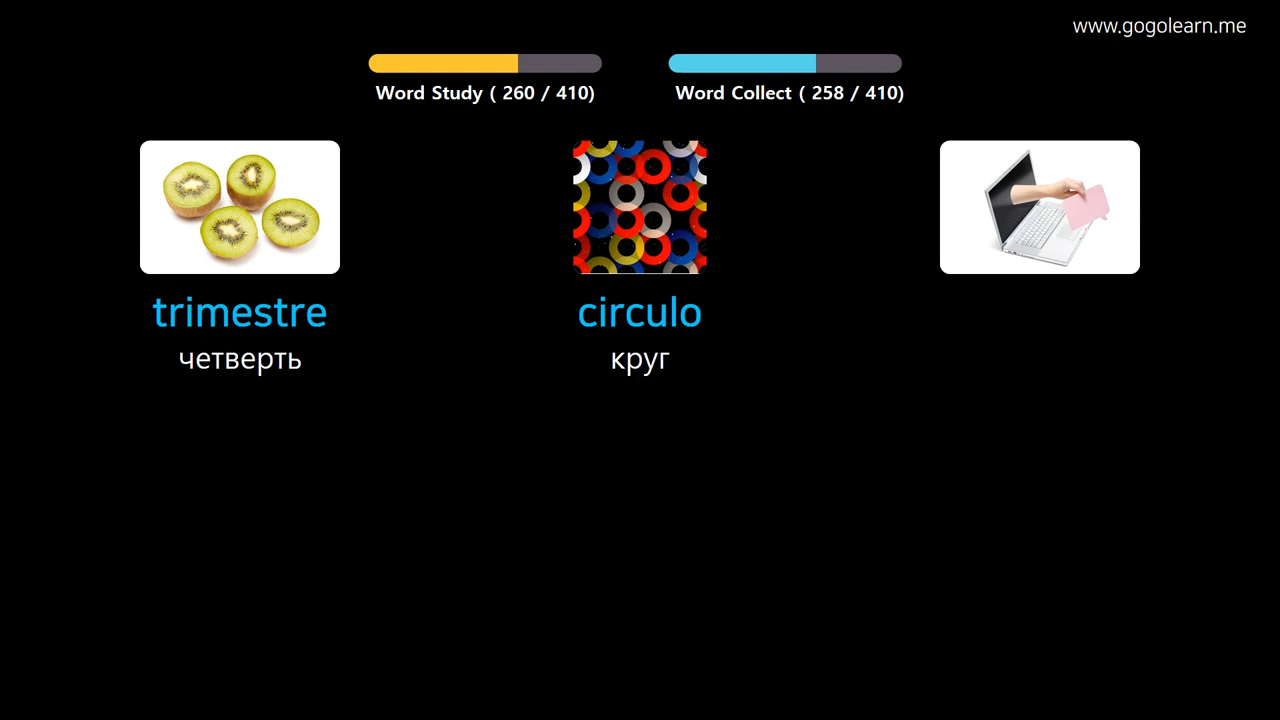 www.gogolearn.me
Word Study ( 260 / 410)
Word Collect ( 258 / 410)
trimestre
circulo
четверть
круг